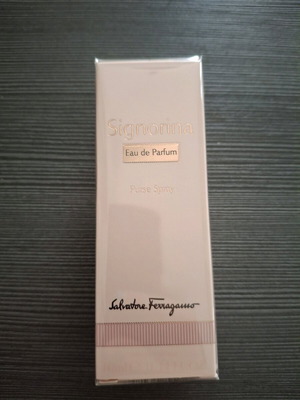 Signorina
Eau de Parfum
Purse Spray
Salvatore Ferragamo